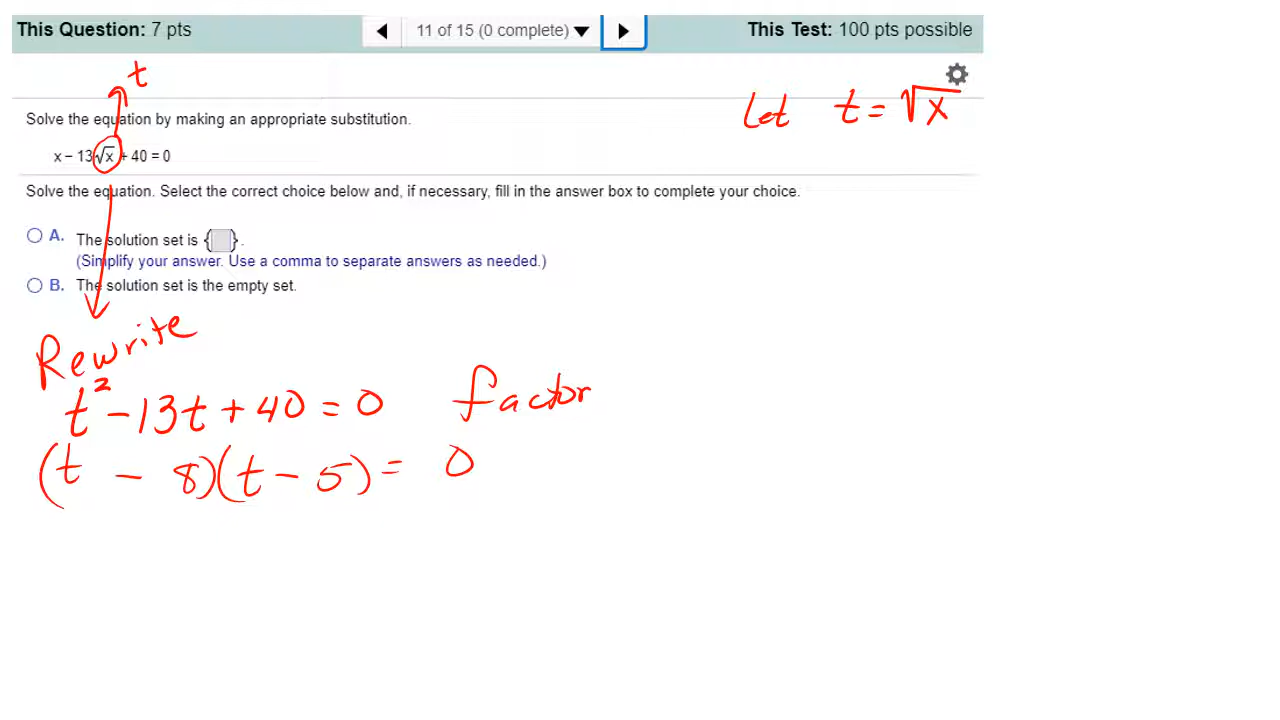 This Question: 7 pts
11 of 15 (0 complete)
This Test: 100 pts possible
t
Let t = √x
Solve the equation by making an appropriate substitution.
x − 13√x + 40 = 0
Solve the equation. Select the correct choice below and, if necessary, fill in the answer box to complete your choice.
A. The solution set is { }.
(Simplify your answer. Use a comma to separate answers as needed.)
B. The solution set is the empty set.
Rewrite
t² − 13t + 40 = 0 factor
(t − 8)(t − 5) = 0